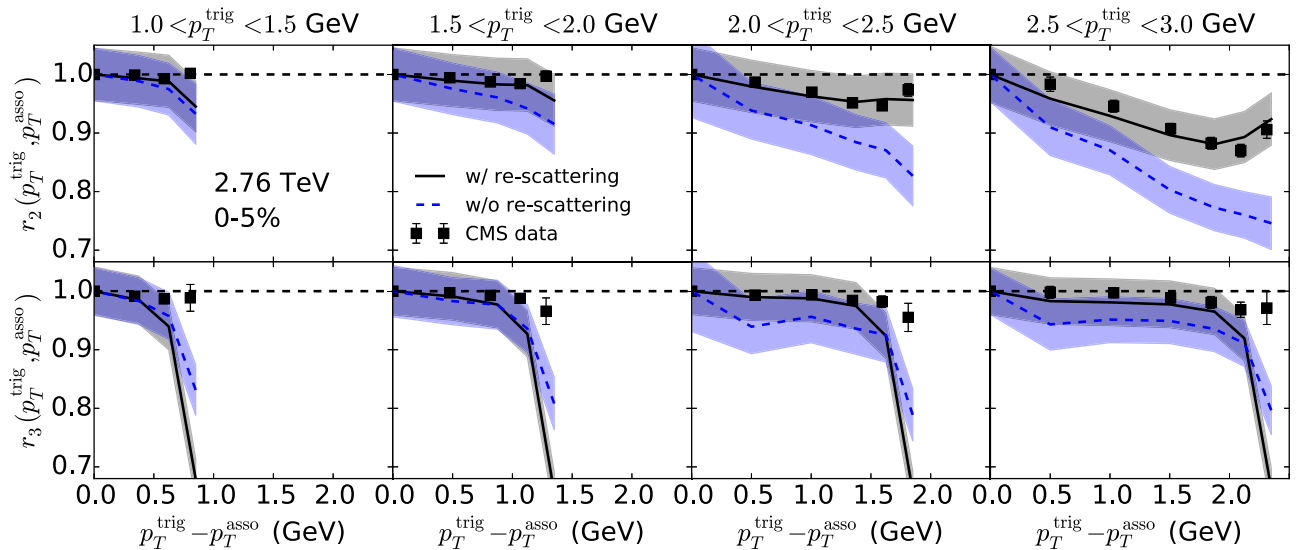 1.0 < p_T^trig < 1.5 GeV 1.5 < p_T^trig < 2.0 GeV 2.0 < p_T^trig < 2.5 GeV 2.5 < p_T^trig < 3.0 GeV
r_2(p_T^trig, p_T^asso)
1.0
0.9
0.8
0.7
2.76 TeV
0-5%
w/ re-scattering
w/o re-scattering
CMS data
r_3(p_T^trig, p_T^asso)
1.0
0.9
0.8
0.7
0.0 0.5 1.0 1.5 2.0 0.0 0.5 1.0 1.5 2.0 0.0 0.5 1.0 1.5 2.0 0.0 0.5 1.0 1.5 2.0
p_T^trig − p_T^asso (GeV) p_T^trig − p_T^asso (GeV) p_T^trig − p_T^asso (GeV) p_T^trig − p_T^asso (GeV)